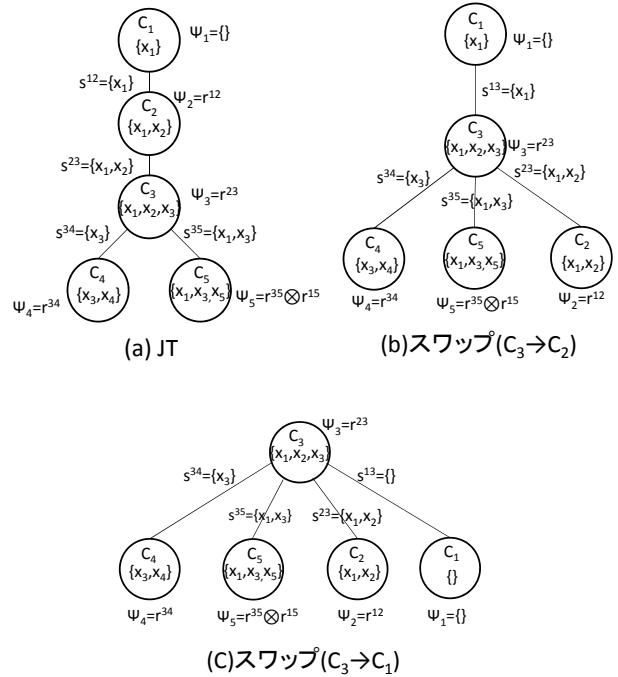 C₁
{x₁}
Ψ₁={}
s¹²={x₁}
C₂
{x₁,x₂}
Ψ₂=r¹²
s²³={x₁,x₂}
C₃
{x₁,x₂,x₃}
Ψ₃=r²³
s³⁴={x₃}
s³⁵={x₁,x₃}
C₄
{x₃,x₄}
Ψ₄=r³⁴
C₅
{x₁,x₃,x₅}
Ψ₅=r³⁵⊗r¹⁵
(a) JT
C₁
{x₁}
Ψ₁={}
s¹³={x₁}
C₃
{x₁,x₂,x₃}
Ψ₃=r²³
s³⁴={x₃}
s³⁵={x₁,x₃}
s²³={x₁,x₂}
C₄
{x₃,x₄}
Ψ₄=r³⁴
C₅
{x₁,x₃,x₅}
Ψ₅=r³⁵⊗r¹⁵
C₂
{x₁,x₂}
Ψ₂=r¹²
(b)スワップ(C₃→C₂)
C₃
{x₁,x₂,x₃}
Ψ₃=r²³
s³⁴={x₃}
s³⁵={x₁,x₃}
s²³={x₁,x₂}
s¹³={}
C₄
{x₃,x₄}
Ψ₄=r³⁴
C₅
{x₁,x₃,x₅}
Ψ₅=r³⁵⊗r¹⁵
C₂
{x₁,x₂}
Ψ₂=r¹²
C₁
{}
Ψ₁={}
(C)スワップ(C₃→C₁)